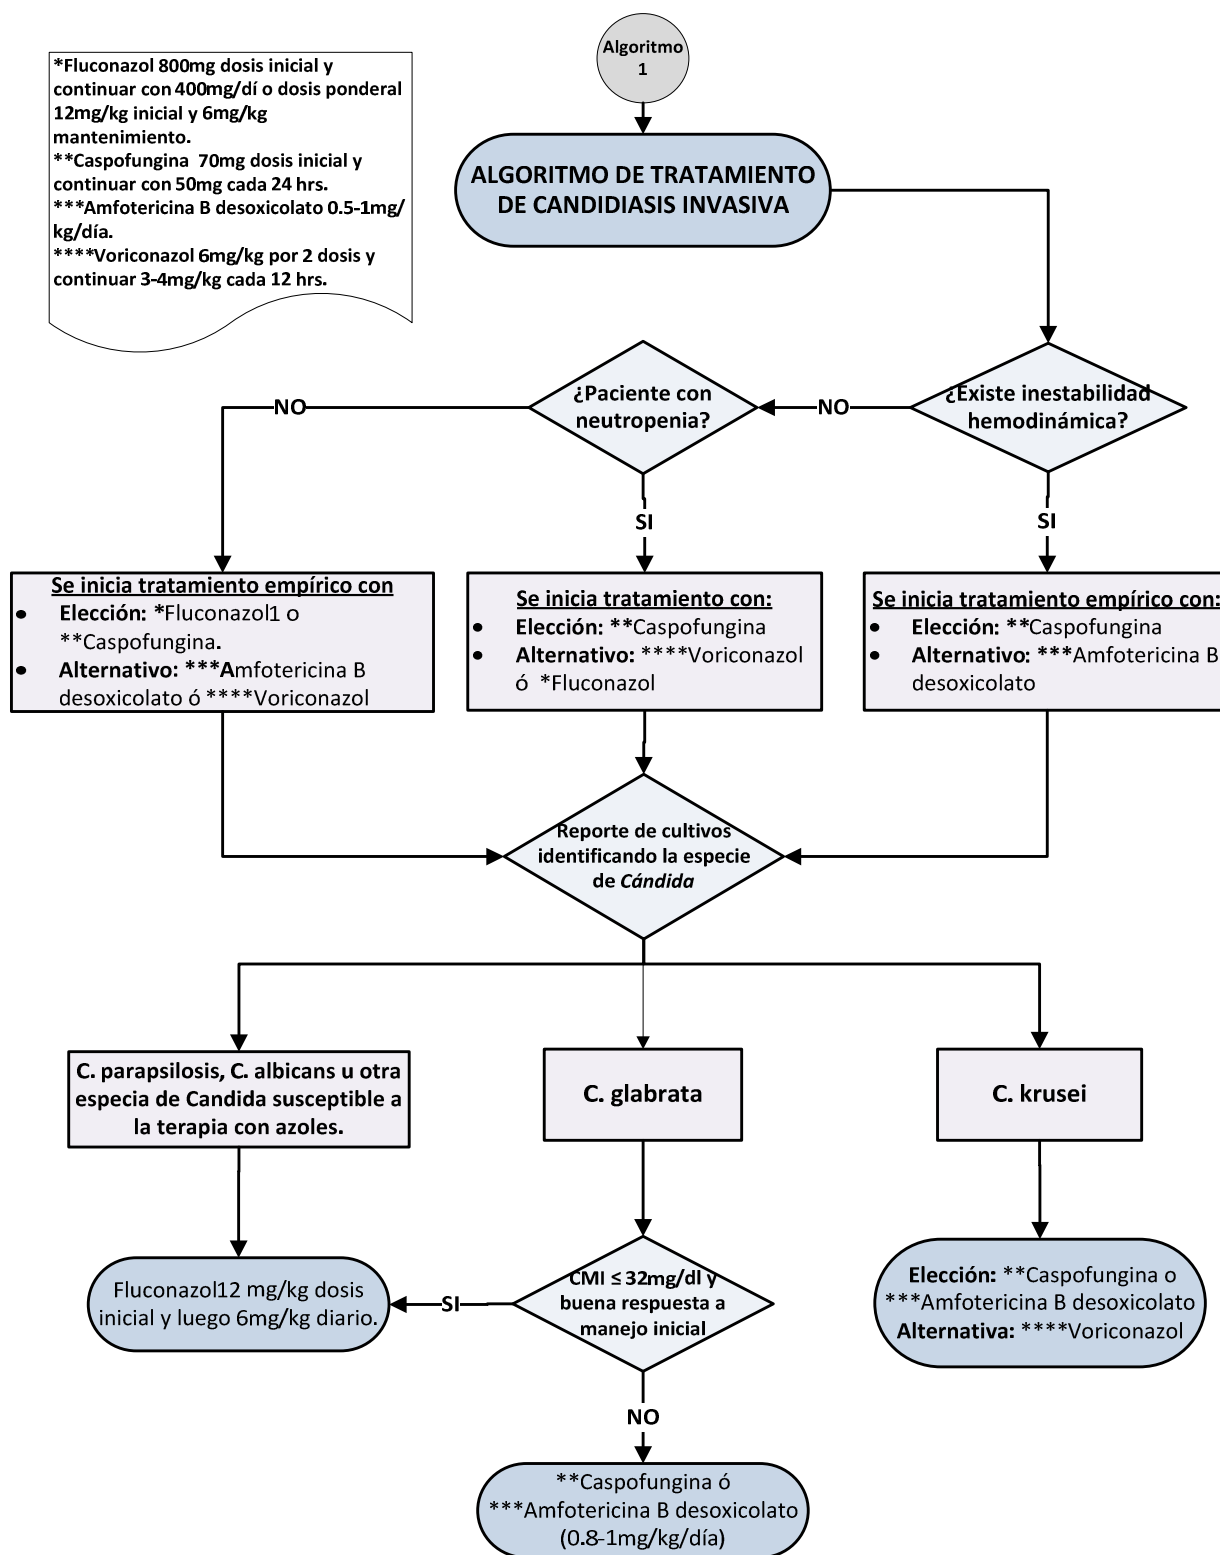 Algoritmo
1
*Fluconazol 800mg dosis inicial y
continuar con 400mg/dí o dosis ponderal
12mg/kg inicial y 6mg/kg
mantenimiento.
**Caspofungina 70mg dosis inicial y
continuar con 50mg cada 24 hrs.
***Amfotericina B desoxicolato 0.5-1mg/
kg/día.
****Voriconazol 6mg/kg por 2 dosis y
continuar 3-4mg/kg cada 12 hrs.
ALGORITMO DE TRATAMIENTO
DE CANDIDIASIS INVASIVA
¿Existe inestabilidad
hemodinámica?
NO
SI
¿Paciente con
neutropenia?
NO
SI
Se inicia tratamiento empírico con
• Elección: *Fluconazol1 o
**Caspofungina.
• Alternativo: ***Amfotericina B
desoxicolato ó ****Voriconazol
Se inicia tratamiento con:
• Elección: **Caspofungina
• Alternativo: ****Voriconazol
ó *Fluconazol
Se inicia tratamiento empírico con:
• Elección: **Caspofungina
• Alternativo: ***Amfotericina B
desoxicolato
Reporte de cultivos
identificando la especie
de Cándida
C. parapsilosis, C. albicans u otra
especia de Candida susceptible a
la terapia con azoles.
C. glabrata
C. krusei
Fluconazol12 mg/kg dosis
inicial y luego 6mg/kg diario.
SI
CMI ≤ 32mg/dl y
buena respuesta a
manejo inicial
Elección: **Caspofungina o
***Amfotericina B desoxicolato
Alternativa: ****Voriconazol
NO
**Caspofungina ó
***Amfotericina B desoxicolato
(0.8-1mg/kg/día)